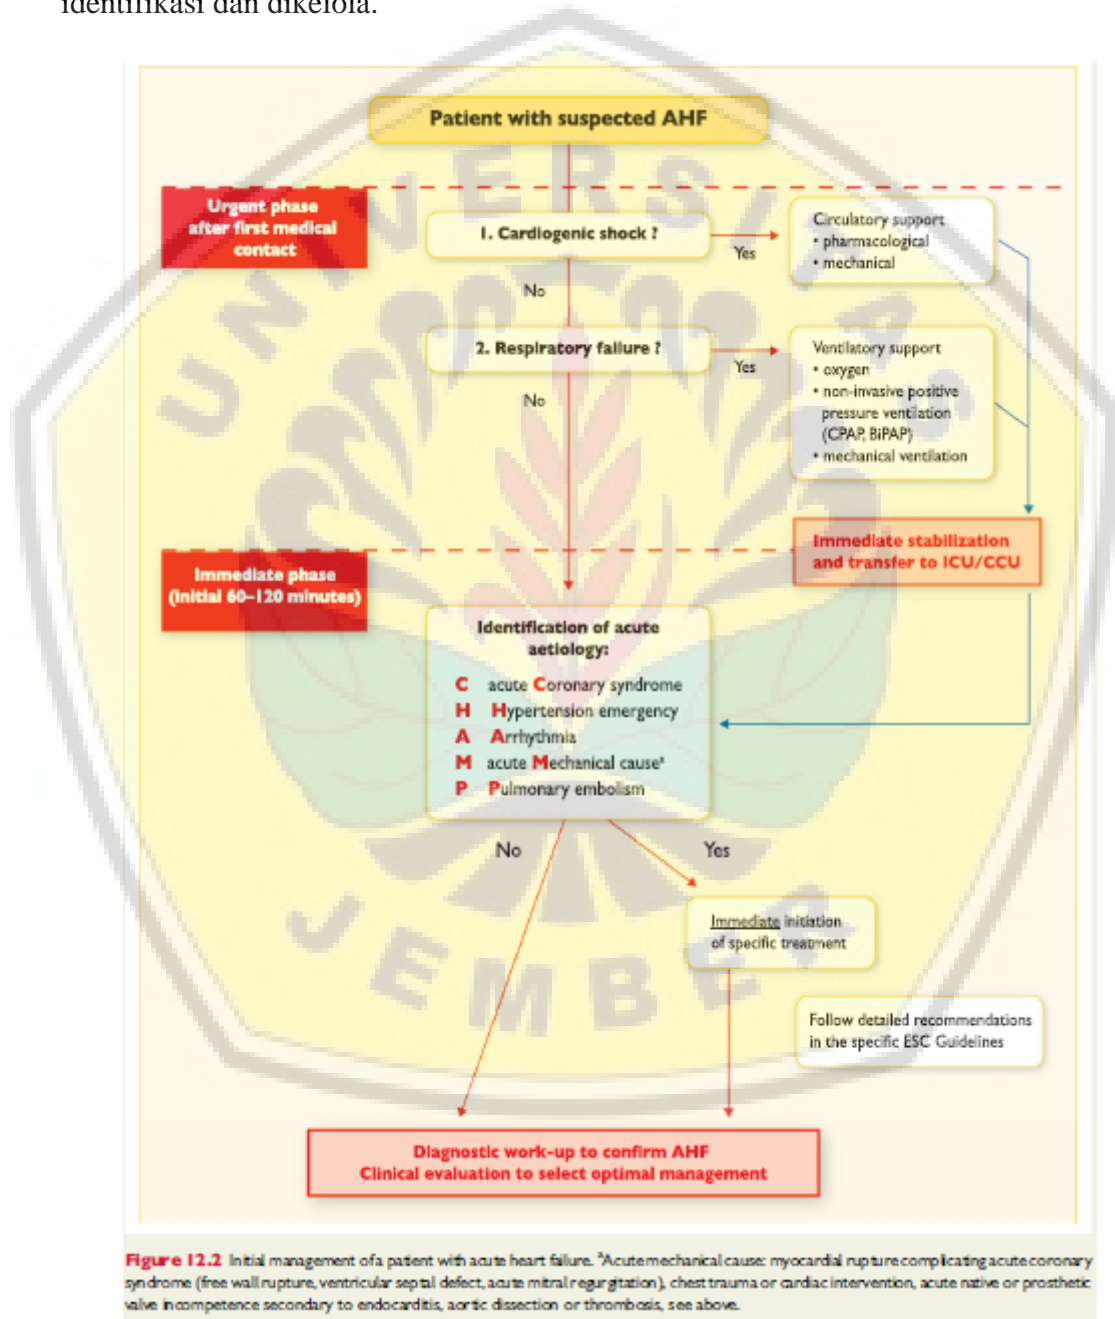 identifikasi dan dikelola.
Patient with suspected AHF
Urgent phase
after first medical
contact
1. Cardiogenic shock ?
Yes
Circulatory support
• pharmacological
• mechanical
No
2. Respiratory failure ?
Yes
Ventilatory support
• oxygen
• non-invasive positive
pressure ventilation
(CPAP, BiPAP)
• mechanical ventilation
No
Immediate stabilization
and transfer to ICU/CCU
Immediate phase
(initial 60–120 minutes)
Identification of acute
aetiology:
C acute Coronary syndrome
H Hypertension emergency
A Arrhythmia
M acute Mechanical causeª
P Pulmonary embolism
No
Yes
Immediate initiation
of specific treatment
Follow detailed recommendations
in the specific ESC Guidelines
Diagnostic work-up to confirm AHF
Clinical evaluation to select optimal management
Figure 12.2 Initial management of a patient with acute heart failure. ªAcute mechanical cause: myocardial rupture complicating acute coronary
syndrome (free wall rupture, ventricular septal defect, acute mitral regurgitation), chest trauma or cardiac intervention, acute native or prosthetic
valve incompetence secondary to endocarditis, aortic dissection or thrombosis, see above.
UNIVERSITAS
JEMBER